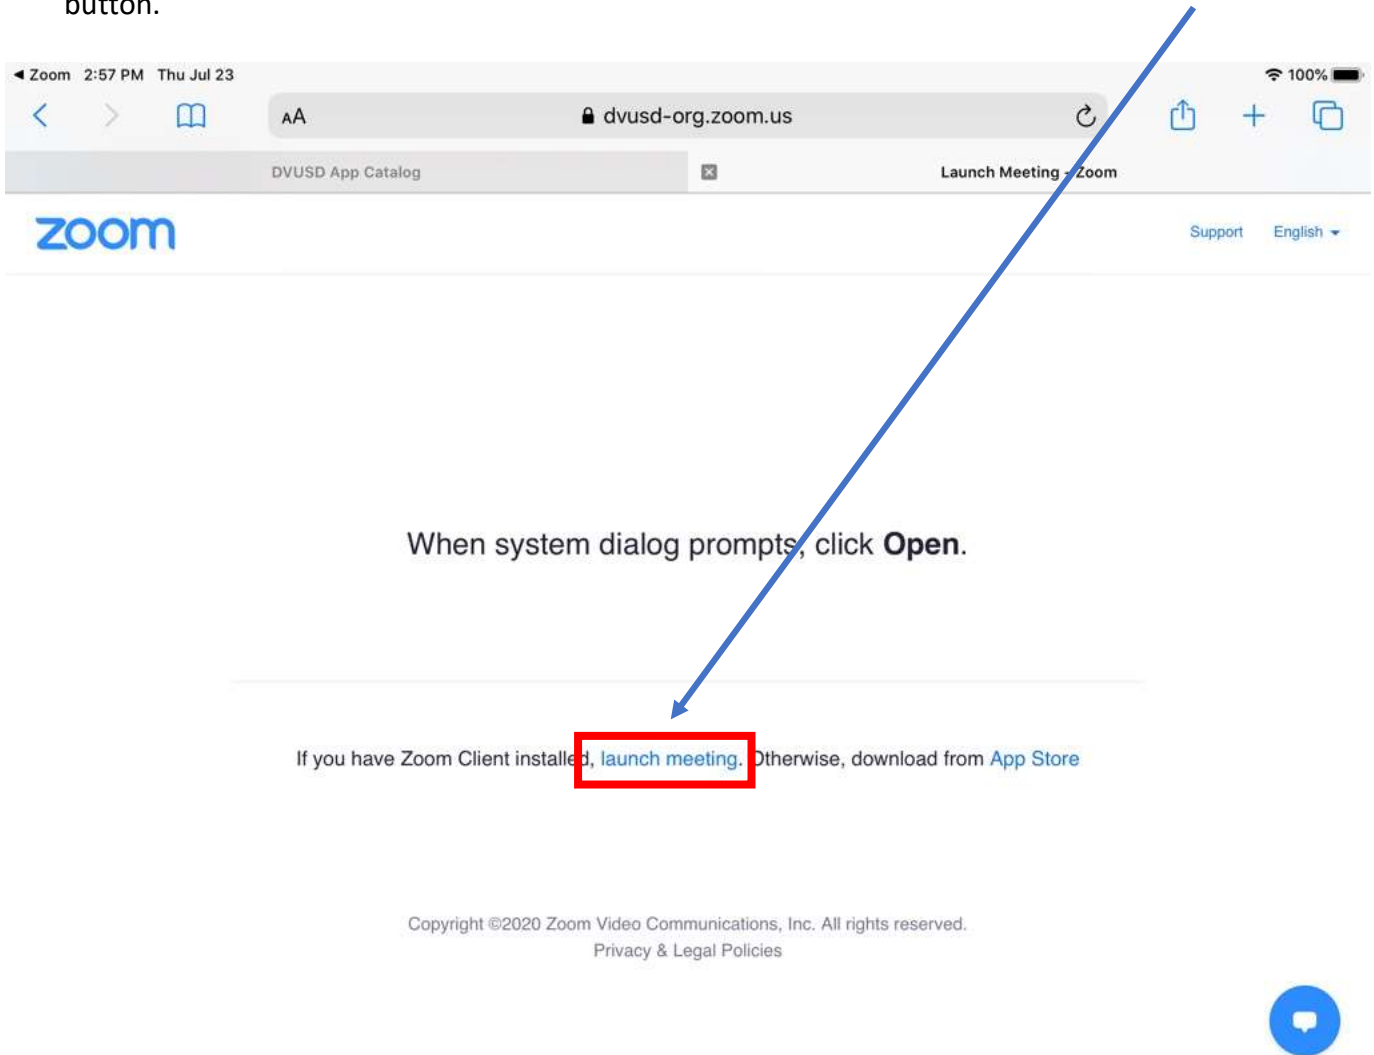 button.
Zoom 2:57 PM Thu Jul 23 100%
AA dvusd-org.zoom.us
DVUSD App Catalog Launch Meeting - Zoom
zoom Support English
When system dialog prompts, click Open.
If you have Zoom Client installed, launch meeting. Otherwise, download from App Store
Copyright ©2020 Zoom Video Communications, Inc. All rights reserved.
Privacy & Legal Policies